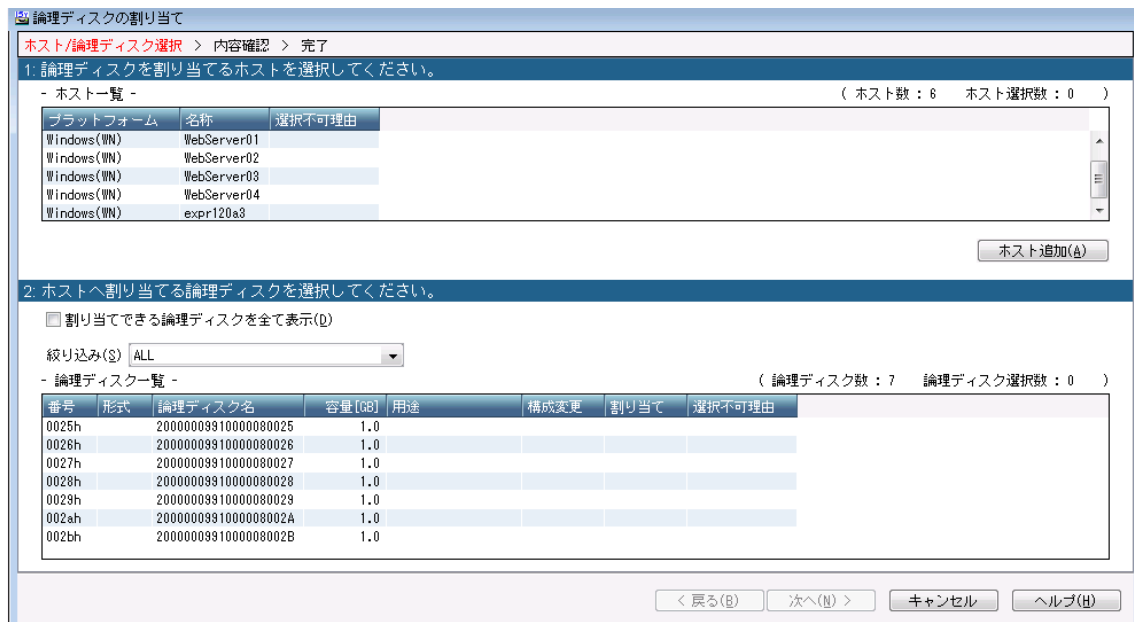 論理ディスクの割り当て
ホスト/論理ディスク選択 > 内容確認 > 完了
1: 論理ディスクを割り当てるホストを選択してください。
- ホスト一覧 - ( ホスト数 : 6 ホスト選択数 : 0 )
プラットフォーム 名称 選択不可理由
Windows(WN) WebServer01
Windows(WN) WebServer02
Windows(WN) WebServer03
Windows(WN) WebServer04
Windows(WN) expr120a3
ホスト追加(A)
2: ホストへ割り当てる論理ディスクを選択してください。
割り当てできる論理ディスクを全て表示(D)
絞り込み(S) ALL
- 論理ディスク一覧 - ( 論理ディスク数 : 7 論理ディスク選択数 : 0 )
番号 形式 論理ディスク名 容量[GB] 用途 構成変更 割り当て 選択不可理由
0025h 20000009910000080025 1.0
0026h 20000009910000080026 1.0
0027h 20000009910000080027 1.0
0028h 20000009910000080028 1.0
0029h 20000009910000080029 1.0
002ah 2000000991000008002A 1.0
002bh 2000000991000008002B 1.0
< 戻る(B) 次へ(N) > キャンセル ヘルプ(H)